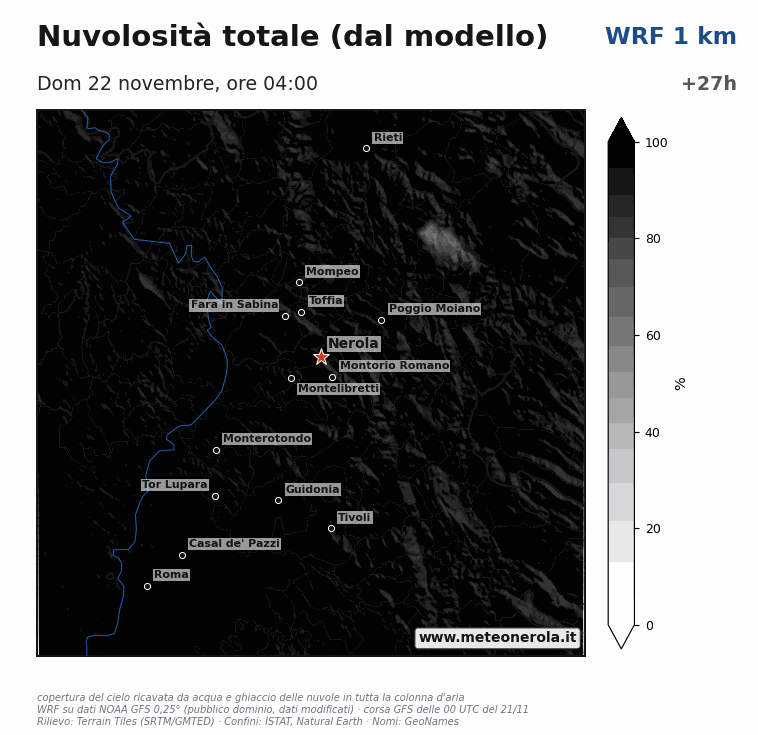 Nuvolosità totale (dal modello)
WRF 1 km
Dom 22 novembre, ore 04:00
+27h
Rieti
Mompeo
Toffia
Fara in Sabina
Poggio Moiano
Nerola
Montorio Romano
Montelibretti
Monterotondo
Tor Lupara
Guidonia
Tivoli
Casal de' Pazzi
Roma
www.meteonerola.it
100
80
60
40
20
0
%
copertura del cielo ricavata da acqua e ghiaccio delle nuvole in tutta la colonna d'aria
WRF su dati NOAA GFS 0,25° (pubblico dominio, dati modificati) · corsa GFS delle 00 UTC del 21/11
Rilievo: Terrain Tiles (SRTM/GMTED) · Confini: ISTAT, Natural Earth · Nomi: GeoNames